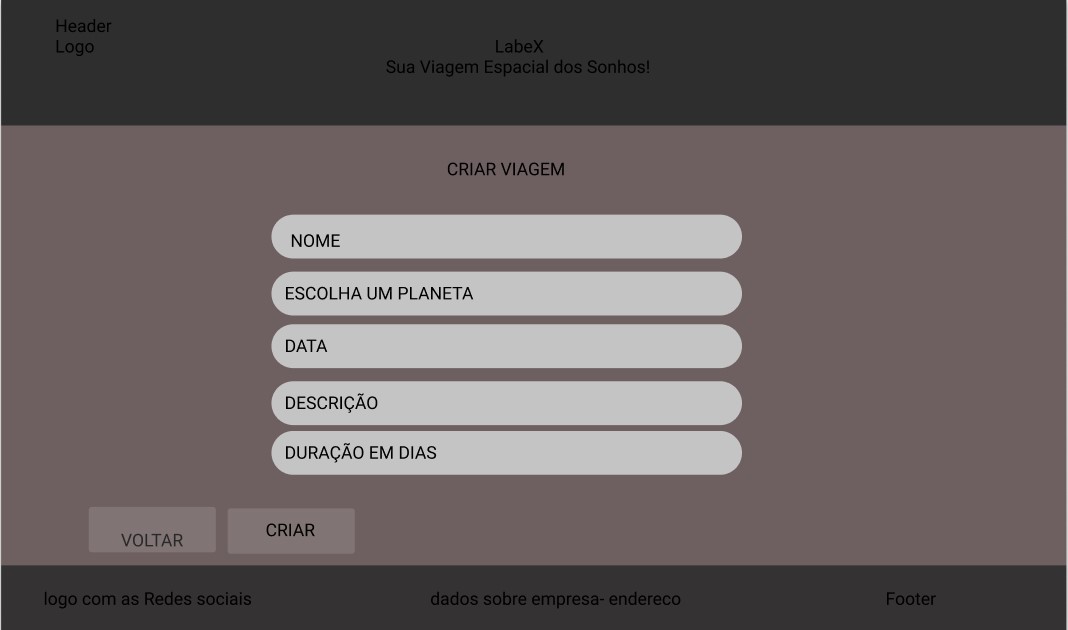 Header
Logo
LabeX
Sua Viagem Espacial dos Sonhos!
CRIAR VIAGEM
NOME
ESCOLHA UM PLANETA
DATA
DESCRIÇÃO
DURAÇÃO EM DIAS
VOLTAR
CRIAR
logo com as Redes sociais
dados sobre empresa- endereco
Footer